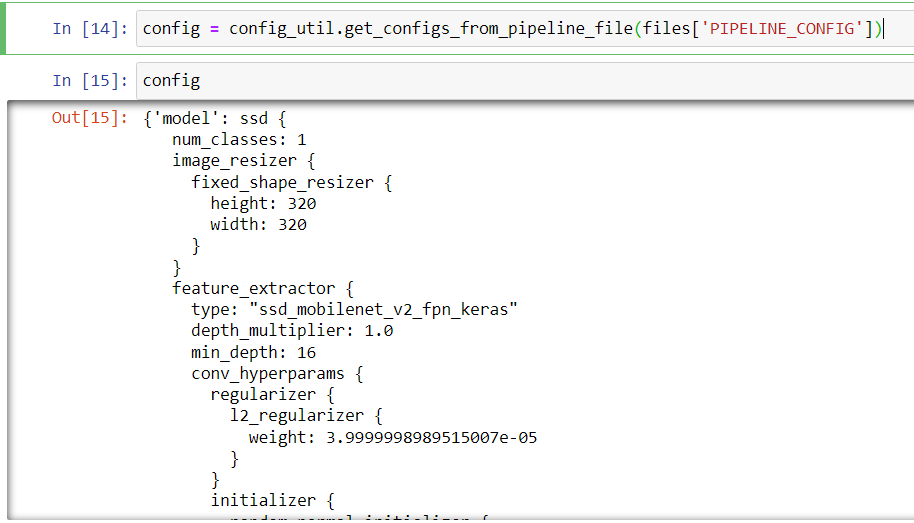 In [14]: config = config_util.get_configs_from_pipeline_file(files['PIPELINE_CONFIG'])
In [15]: config
Out[15]: {'model': ssd {
num_classes: 1
image_resizer {
fixed_shape_resizer {
height: 320
width: 320
}
}
feature_extractor {
type: "ssd_mobilenet_v2_fpn_keras"
depth_multiplier: 1.0
min_depth: 16
conv_hyperparams {
regularizer {
l2_regularizer {
weight: 3.9999998989515007e-05
}
}
initializer {
random_normal_initializer {